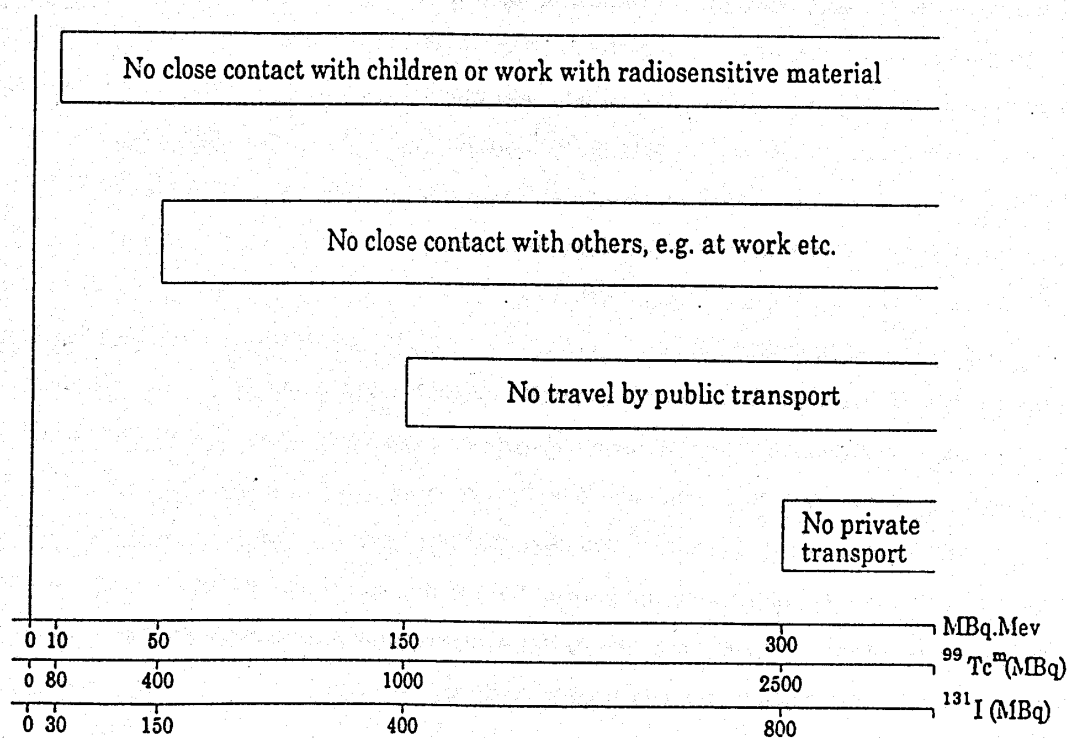 No close contact with children or work with radiosensitive material
No close contact with others, e.g. at work etc.
No travel by public transport
No private
transport
0 10 50 150 300 MBq.Mev
0 80 400 1000 2500 ⁹⁹Tcᵐ(MBq)
0 30 150 400 800 ¹³¹I (MBq)